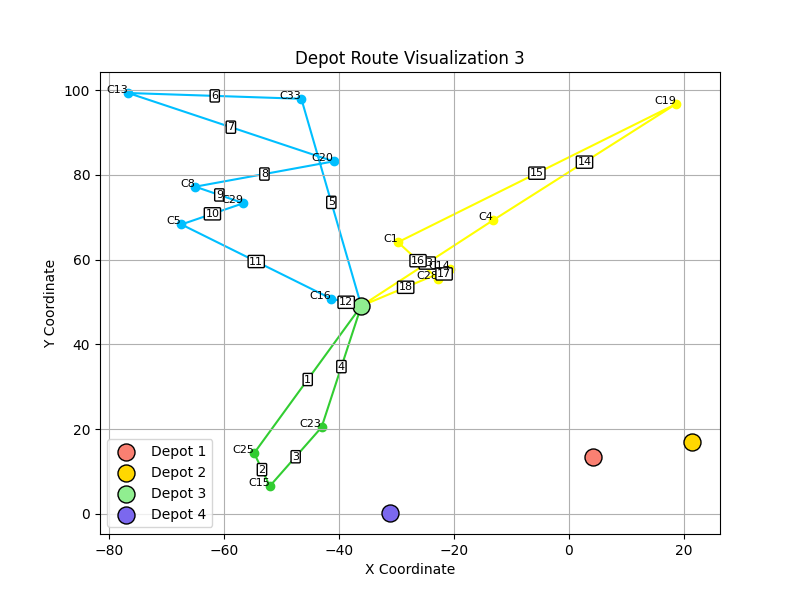 Depot Route Visualization 3
100
80
60
40
20
0
−80
−60
−40
−20
0
20
Y Coordinate
X Coordinate
C13
6
C33
C19
7
C20
15
14
8
C8
9
C29
5
10
C5
C4
C1
11
16
C14
17
C28
18
C16
12
4
1
C23
C25
3
2
C15
Depot 1
Depot 2
Depot 3
Depot 4